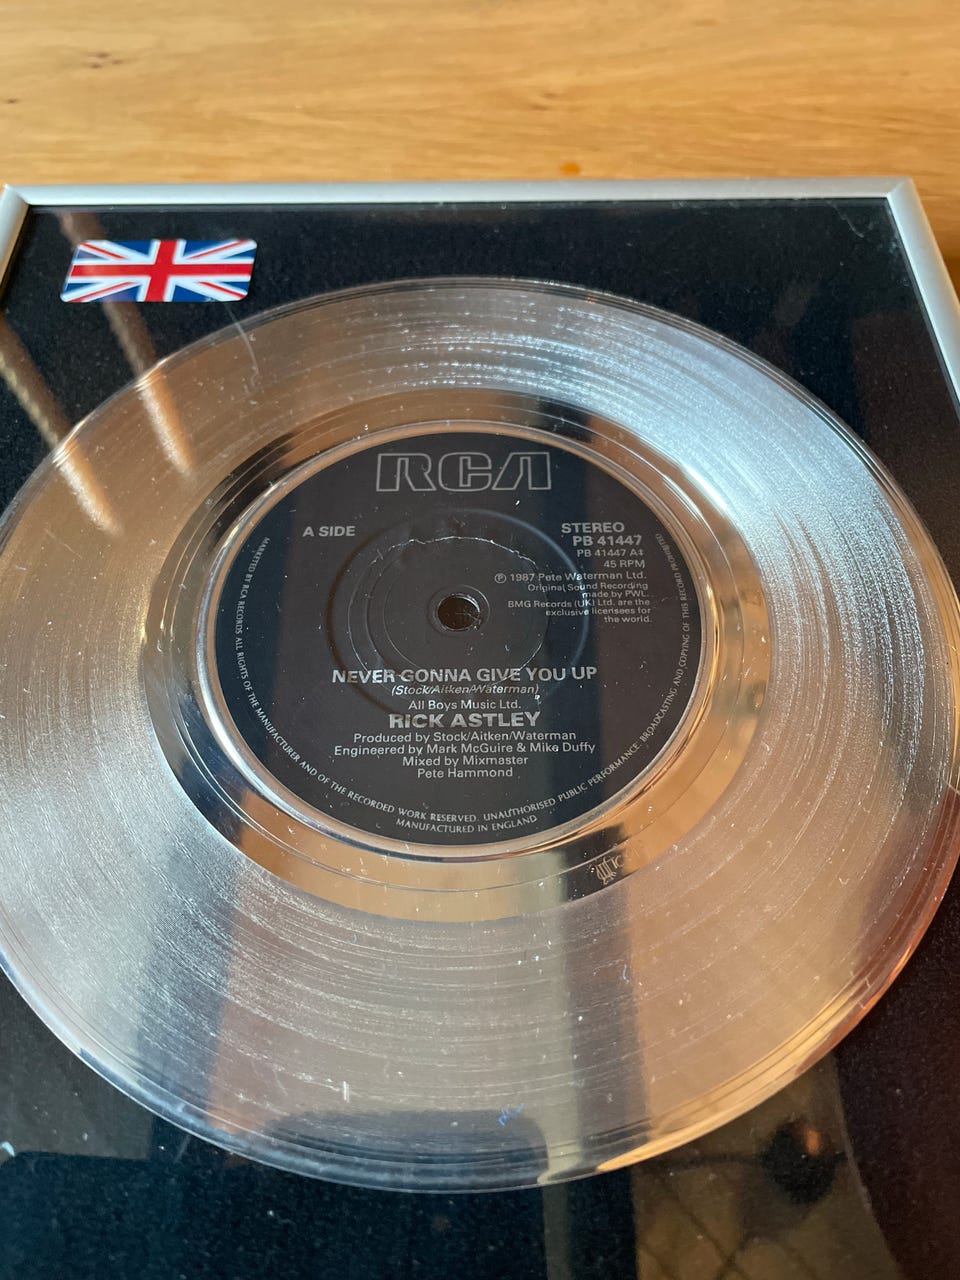 RCA
A SIDE
STEREO
PB 41447
PB 41447 A‡
45 RPM
℗ 1987 Pete Waterman Ltd.
Original Sound Recording
made by PWL.
BMG Records (UK) Ltd. are the
exclusive licensees for
the world.
NEVER GONNA GIVE YOU UP
(Stock/Aitken/Waterman)
All Boys Music Ltd.
RICK ASTLEY
Produced by Stock/Aitken/Waterman
Engineered by Mark McGuire & Mike Duffy
Mixed by Mixmaster
Pete Hammond
MARKETED BY RCA RECORDS ALL RIGHTS OF THE MANUFACTURER AND OF THE RECORDED WORK RESERVED. UNAUTHORISED PUBLIC PERFORMANCE, BROADCASTING AND COPYING OF THIS RECORD PROHIBITED
MANUFACTURED IN ENGLAND